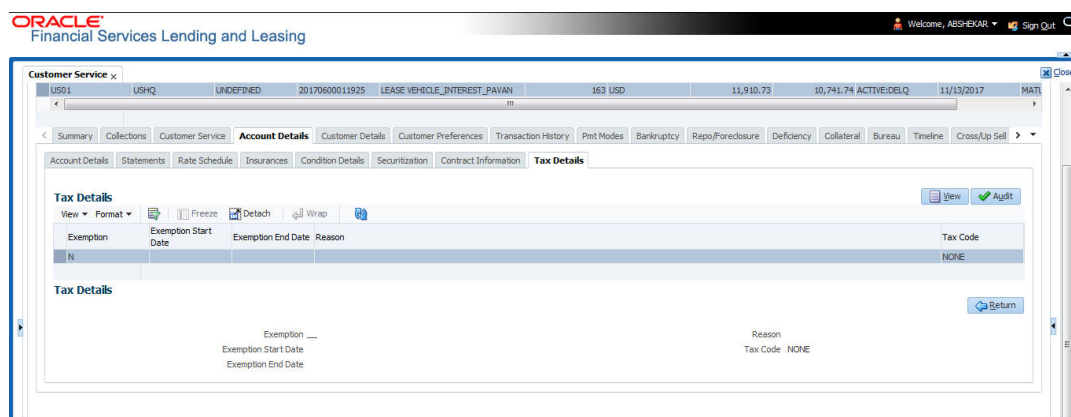 ORACLE
Welcome, ABSHEKAR Sign Out
Financial Services Lending and Leasing
Close
Customer Service x
US01 USHQ UNDEFINED 20170600011925 LEASE VEHICLE_INTEREST_PAVAN 163 USD 11,910.73 10,741.74 ACTIVE:DELQ 11/13/2017
Summary Collections Customer Service Account Details Customer Details Customer Preferences Transaction History Pmt Modes Bankruptcy Repo/Foreclosure Deficiency Collateral Bureau Timeline Cross/Up Sell
Account Details Statements Rate Schedule Insurances Condition Details Securitization Contract Information Tax Details
Tax Details
View Audit
View Format Freeze Detach Wrap
Exemption Exemption Start Date Exemption End Date Reason Tax Code
N NONE
Tax Details
Return
Exemption Reason
Exemption Start Date Tax Code NONE
Exemption End Date